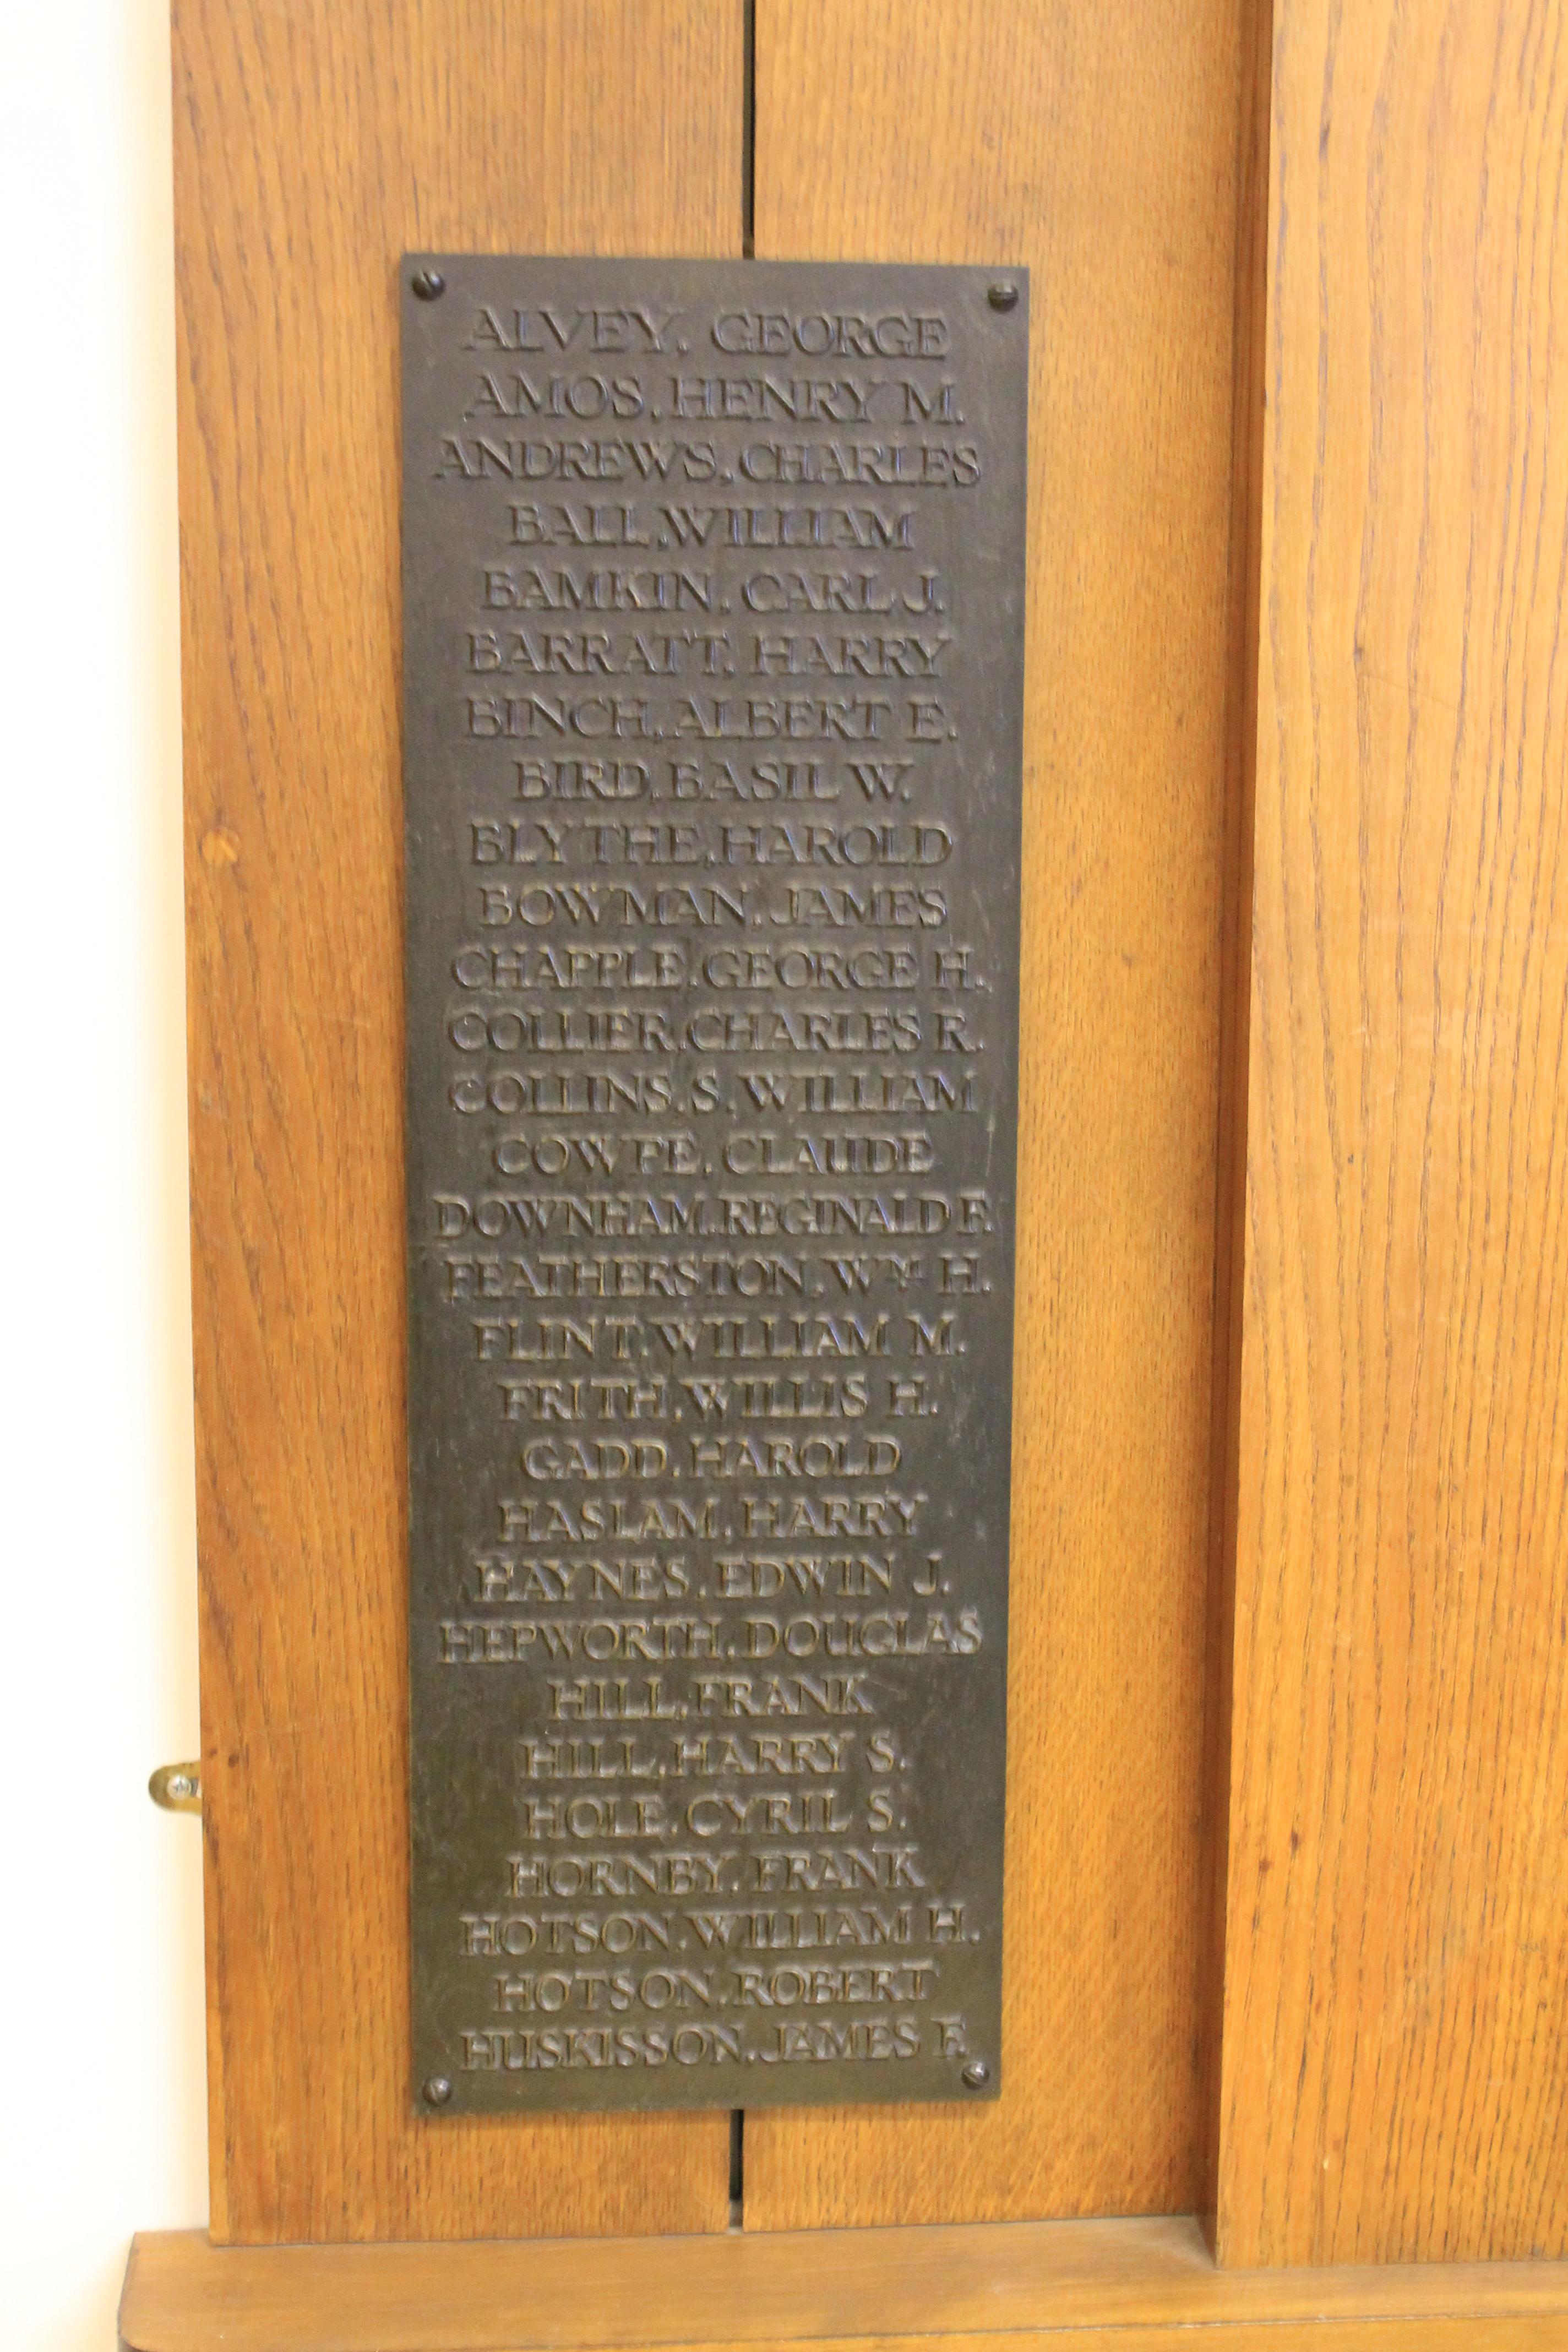 ALVEY, GEORGE
AMOS, HENRY M.
ANDREWS, CHARLES
BALL, WILLIAM
BAMKIN, CARL J.
BARRATT, HARRY
BINCH, ALBERT E.
BIRD, BASIL W.
BLYTHE, HAROLD
BOWMAN, JAMES
CHAPPLE, GEORGE H.
COLLIER, CHARLES R.
COLLINS, S. WILLIAM
COWPE, CLAUDE
DOWNHAM, REGINALD F.
FEATHERSTON, WM H.
FLINT, WILLIAM M.
FRITH, WILLIS H.
GADD, HAROLD
HASLAM, HARRY
HAYNES, EDWIN J.
HEPWORTH, DOUGLAS
HILL, FRANK
HILL, HARRY S.
HOLE, CYRIL S.
HORNBY, FRANK
HOTSON, WILLIAM H.
HOTSON, ROBERT
HUSKISSON, JAMES F.